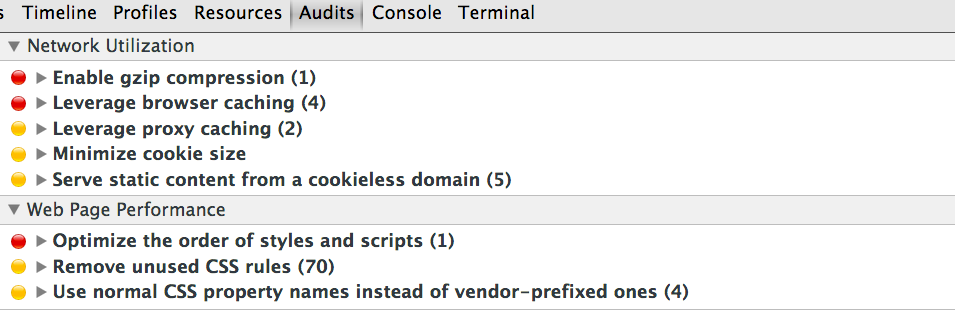 s Timeline Profiles Resources Audits Console Terminal
Network Utilization
Enable gzip compression (1)
Leverage browser caching (4)
Leverage proxy caching (2)
Minimize cookie size
Serve static content from a cookieless domain (5)
Web Page Performance
Optimize the order of styles and scripts (1)
Remove unused CSS rules (70)
Use normal CSS property names instead of vendor-prefixed ones (4)